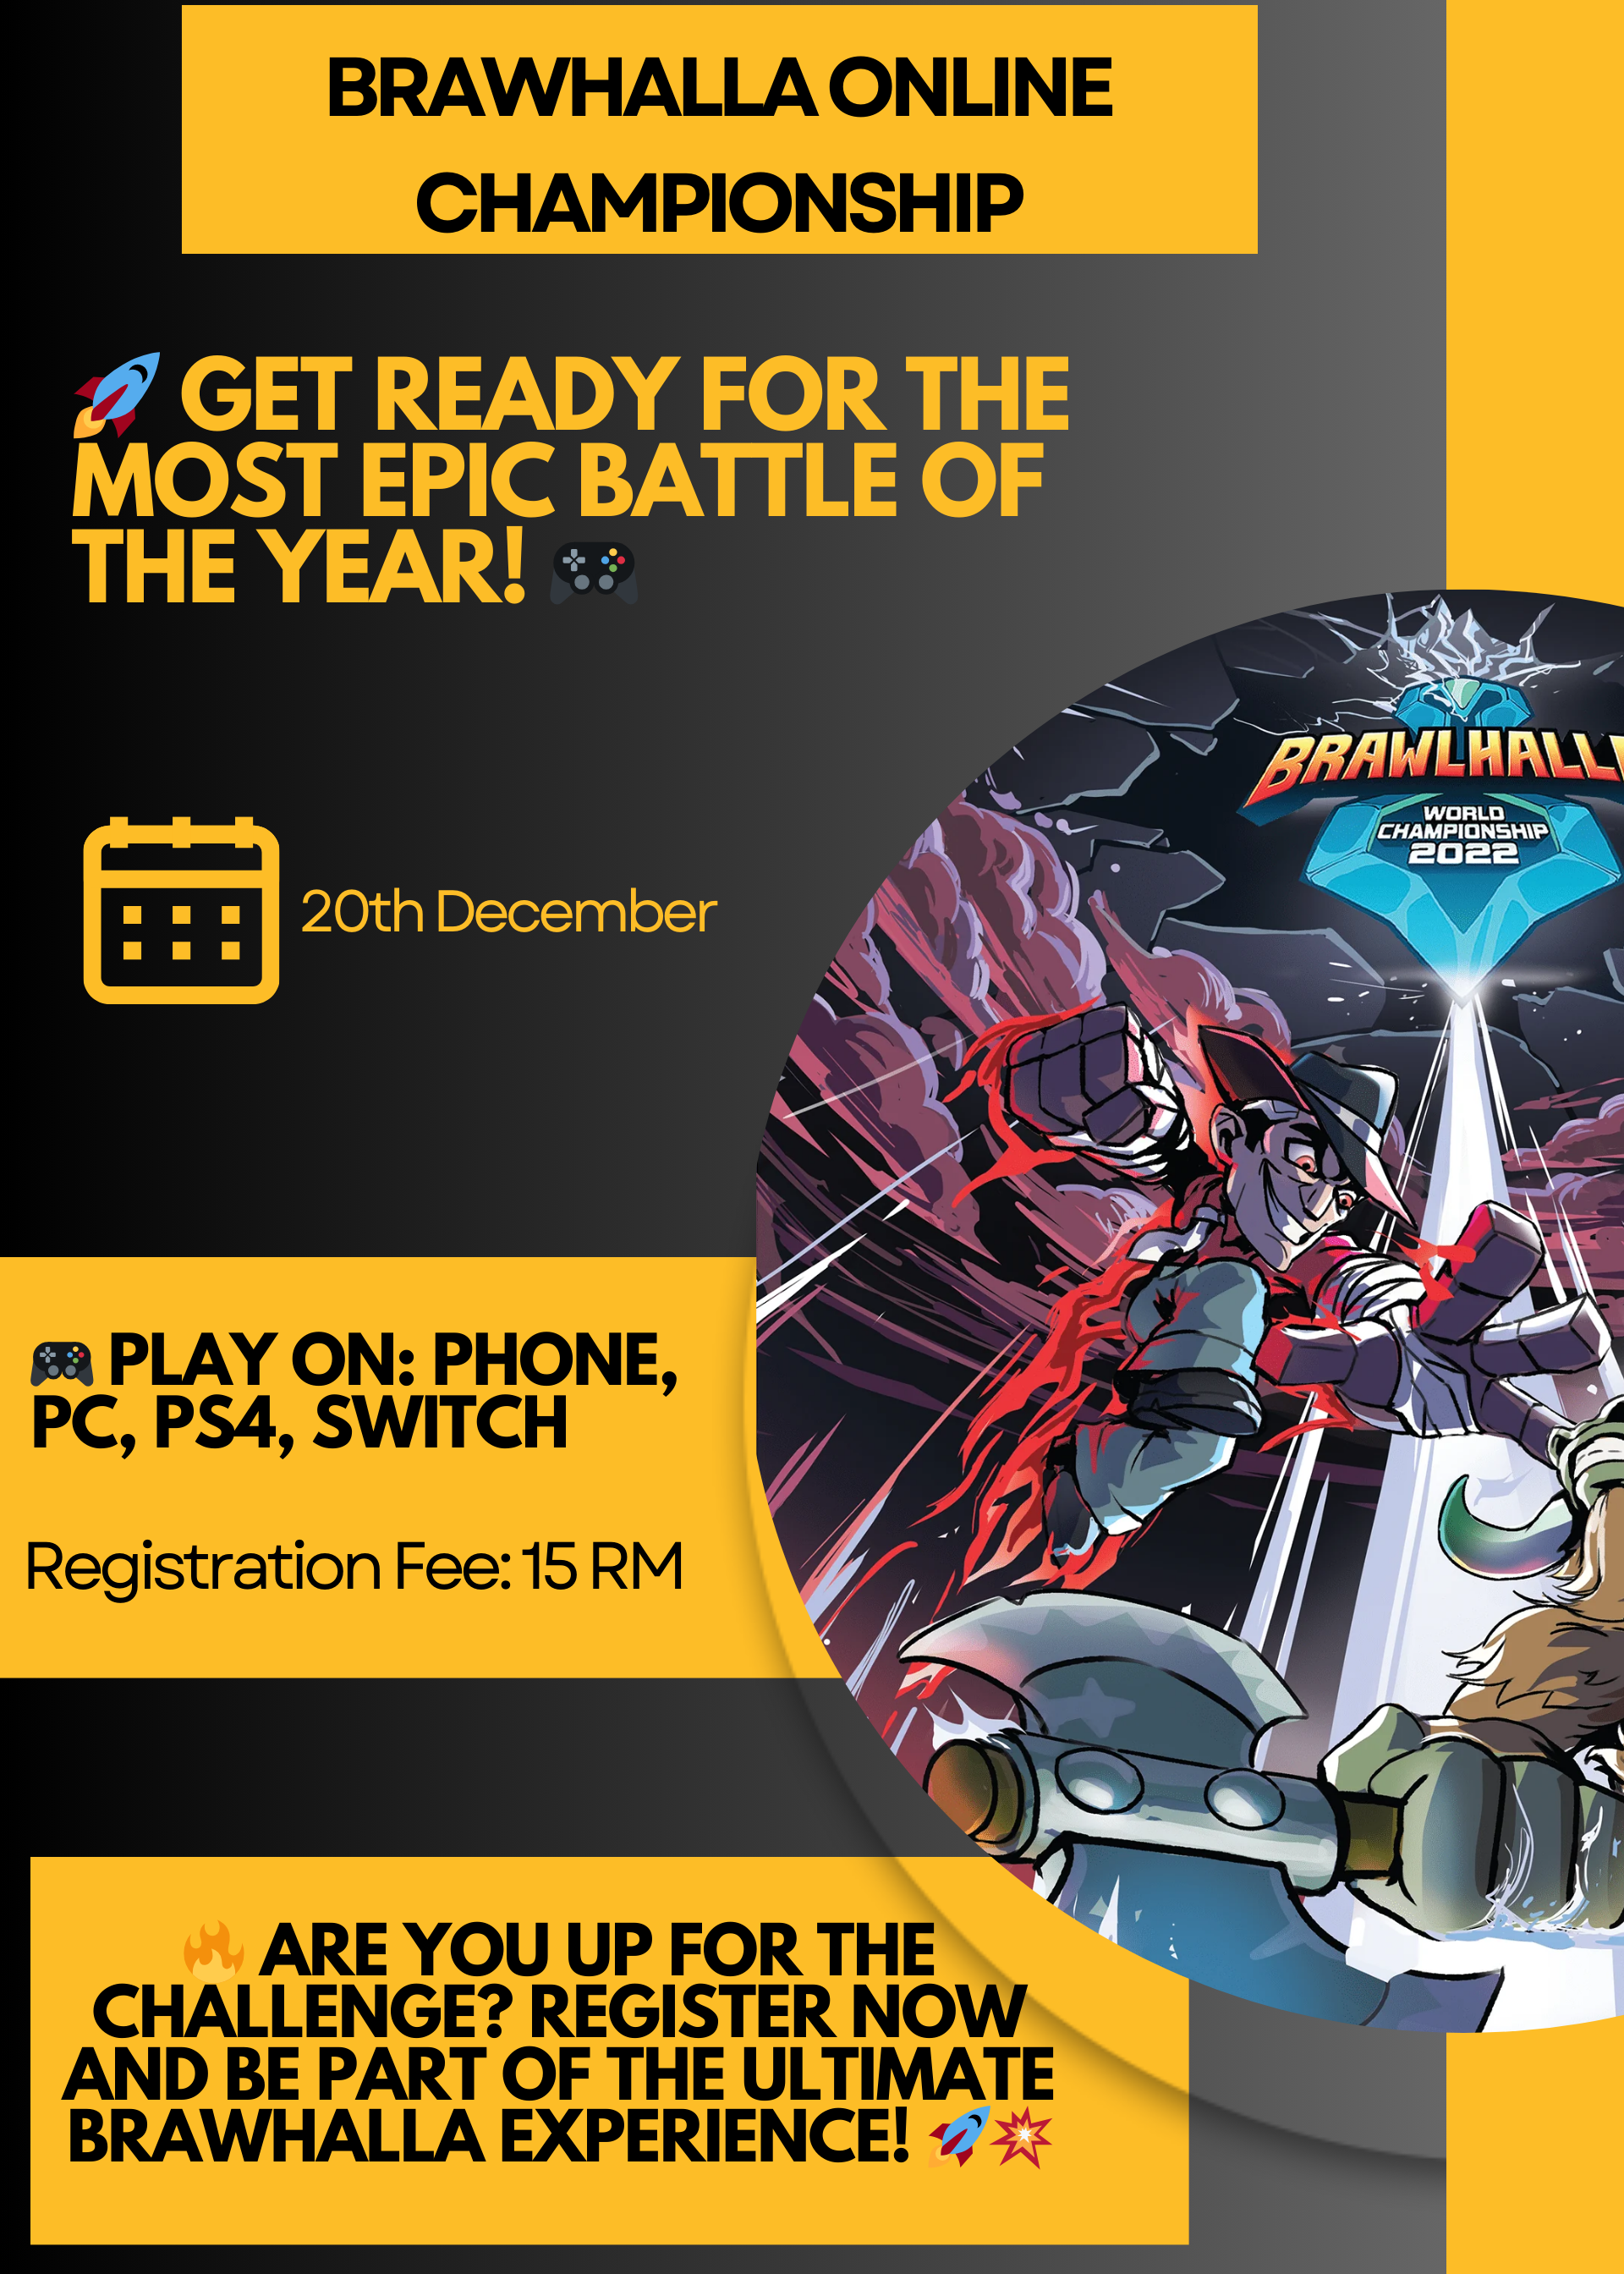 BRAWHALLA ONLINE
CHAMPIONSHIP
🚀 GET READY FOR THE
MOST EPIC BATTLE OF
THE YEAR! 🎮
BRAWLHALL
WORLD
CHAMPIONSHIP
2022
20th December
🎮 PLAY ON: PHONE,
PC, PS4, SWITCH
Registration Fee: 15 RM
🔥 ARE YOU UP FOR THE
CHALLENGE? REGISTER NOW
AND BE PART OF THE ULTIMATE
BRAWHALLA EXPERIENCE! 🚀💥